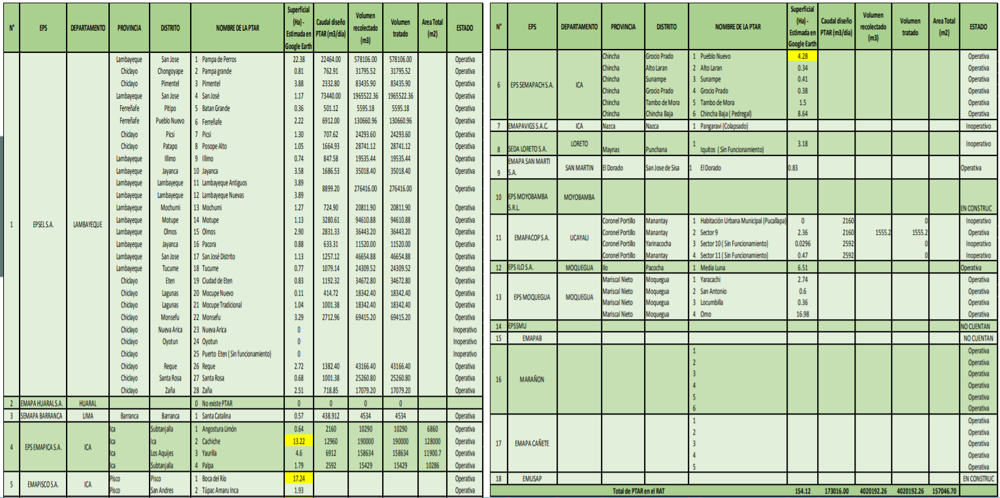 N° EPS DEPARTAMENTO PROVINCIA DISTRITO NOMBRE DE LA PTAR Superficial (Ha) - Estimada en Google Earth Caudal diseño PTAR (m3/día) Volumen recolectado (m3) Volumen tratado Area Total (m2) ESTADO
1 EPSEL S.A. LAMBAYEQUE
Lambayeque San Jose 1 Pampa de Perros 22.38 22464.00 578106.00 578106.00 Operativa
Chiclayo Chongoyape 2 Pampa grande 0.81 762.91 31795.52 31795.52 Operativa
Chiclayo Pimentel 3 Pimentel 3.88 2332.80 83435.90 83435.90 Operativa
Lambayeque San Jose 4 San José 1.17 73440.00 1965522.36 1965522.36 Operativa
Ferreñafe Pitipo 5 Batan Grande 0.36 501.12 5595.18 5595.18 Operativa
Ferreñafe Pueblo Nuevo 6 Ferreñafe 2.22 6912.00 130660.96 130660.96 Operativa
Chiclayo Picsi 7 Picsi 1.30 707.62 24293.60 24293.60 Operativa
Chiclayo Patapo 8 Posope Alto 1.05 1664.93 28741.12 28741.12 Operativa
Lambayeque Illimo 9 Illimo 0.74 847.58 19535.44 19535.44 Operativa
Lambayeque Jayanca 10 Jayanca 3.58 1686.53 35018.40 35018.40 Operativa
Lambayeque Lambayeque 11 Lambayeque Antiguos 3.89
8899.20 276416.00 276416.00 Operativa
Lambayeque Lambayeque 12 Lambayeque Nuevas 3.89
Lambayeque Mochumi 13 Mochumi 1.27 724.90 20811.90 20811.90 Operativa
Lambayeque Motupe 14 Motupe 1.13 3280.61 94610.88 94610.88 Operativa
Lambayeque Olmos 15 Olmos 2.90 2831.33 36443.20 36443.20 Operativa
Lambayeque Jayanca 16 Pacora 0.88 633.31 11520.00 11520.00 Operativa
Lambayeque San Jose 17 San José Distrito 1.13 1257.12 46654.88 46654.88 Operativa
Lambayeque Tucume 18 Tucume 0.77 1079.14 24309.52 24309.52 Operativa
Chiclayo Eten 19 Ciudad de Eten 0.83 1192.32 34672.80 34672.80 Operativa
Chiclayo Lagunas 20 Mocupe Nuevo 0.11 414.72 18342.40 18342.40 Operativa
Chiclayo Lagunas 21 Mocupe Tradicional 1.04 1001.38 18342.40 18342.40 Operativa
Chiclayo Monsefu 22 Monsefu 3.29 2712.96 69415.20 69415.20 Operativa
Chiclayo Nueva Arica 23 Nueva Arica 0 Inoperativo
Chiclayo Oyotun 24 Oyotun 0 Inoperativo
Chiclayo 25 Puerto Eten ( Sin funcionamiento) 0 Inoperativo
Chiclayo Reque 26 Reque 2.72 1382.40 43166.40 43166.40 Operativa
Chiclayo Santa Rosa 27 Santa Rosa 0.68 1001.38 25260.80 25260.80 Operativa
Chiclayo Zaña 28 Zaña 2.51 718.85 17079.20 17079.20 Operativa
2 EMAPA HUARAL S.A. HUARAL 0 No existe PTAR 0 0 0 0
3 SEMAPA BARRANCA LIMA Barranca Barranca 1 Santa Catalina 0.57 438.912 4534 4534 Operativa
4 EPS EMAPICA S.A. ICA
Ica Subtanjalla 1 Angostura Limón 0.64 2160 10290 10290 6860 Operativa
Ica Ica 2 Cachiche 13.22 12960 190000 190000 128000 Operativa
Ica Los Aquijes 3 Yaurilla 4.6 6912 158634 158634 11900.7 Operativa
Ica Subtanjalla 4 Palpa 1.79 2592 15429 15429 10286 Operativa
5 EMAPISCO S.A. ICA
Pisco Pisco 1 Boca del Río 17.24 Operativa
Pisco San Andres 2 Túpac Amaru Inca 1.93 Operativa
N° EPS DEPARTAMENTO PROVINCIA DISTRITO NOMBRE DE LA PTAR Superficial (Ha) - Estimada en Google Earth Caudal diseño PTAR (m3/día) Volumen recolectado (m3) Volumen tratado Area Total (m2) ESTADO
6 EPS SEMAPACH S.A. ICA
Chincha Grocio Prado 1 Pueblo Nuevo 4.28 Operativa
Chincha Alto Laran 2 Alto Laran 0.34 Operativa
Chincha Sunampe 3 Sunampe 0.41 Operativa
Chincha Grocio Prado 4 Grocio Prado 0.38 Operativa
Chincha Tambo de Mora 5 Tambo de Mora 1.5 Operativa
Chincha Chincha Baja 6 Chincha Baja ( Pedregal) 8.64 Operativa
7 EMAPAVIGS S.A.C. ICA Nazca Nazca 1 Pangaravi (Colapsado) Inoperativo
8 SEDA LORETO S.A. LORETO Maynas Punchana 1 Iquitos ( Sin Funcionamiento) 3.18 Inoperativo
9 EMAPA SAN MARTI S.A. SAN MARTIN El Dorado San Jose de Sisa 1 El Dorado 0.83 Operativa
10 EPS MOYOBAMBA S.R.L. MOYOBAMBA EN CONSTRUC
11 EMAPACOP S.A. UCAYALI
Coronel Portillo Manantay 1 Habitación Urbana Municipal (Pucallapa) 0 2160 0 Inoperativo
Coronel Portillo Manantay 2 Sector 9 2.36 2160 1555.2 1555.2 Operativa
Coronel Portillo Yarinacocha 3 Sector 10 ( Sin Funcionamiento) 0.0296 2592 0 Inoperativo
Coronel Portillo Manantay 4 Sector 11 ( Sin Funcionamiento) 0.47 2592 0 Inoperativo
12 EPS ILO S.A. MOQUEGUA Ilo Pacocha 1 Media Luna 6.51 Operativa
13 EPS MOQUEGUA MOQUEGUA
Mariscal Nieto Moquegua 1 Yaracachi 2.74 Operativa
Mariscal Nieto Moquegua 2 San Antonio 0.6 Operativa
Mariscal Nieto Moquegua 3 Locumbilla 0.36 Operativa
Mariscal Nieto Moquegua 4 Omo 16.98 Operativa
14 EPSSMU NO CUENTAN
15 EMAPAB NO CUENTAN
16 MARAÑON
1 Operativa
2 Operativa
3 Operativa
4 Operativa
5 Operativa
6 Operativa
17 EMAPA CAÑETE
1 Operativa
2 Operativa
3 Operativa
4 Operativa
5 Operativa
18 EMUSAP EN CONSTRUC
Total de PTAR en el RAT 154.12 173016.00 4020192.26 4020192.26 157046.70